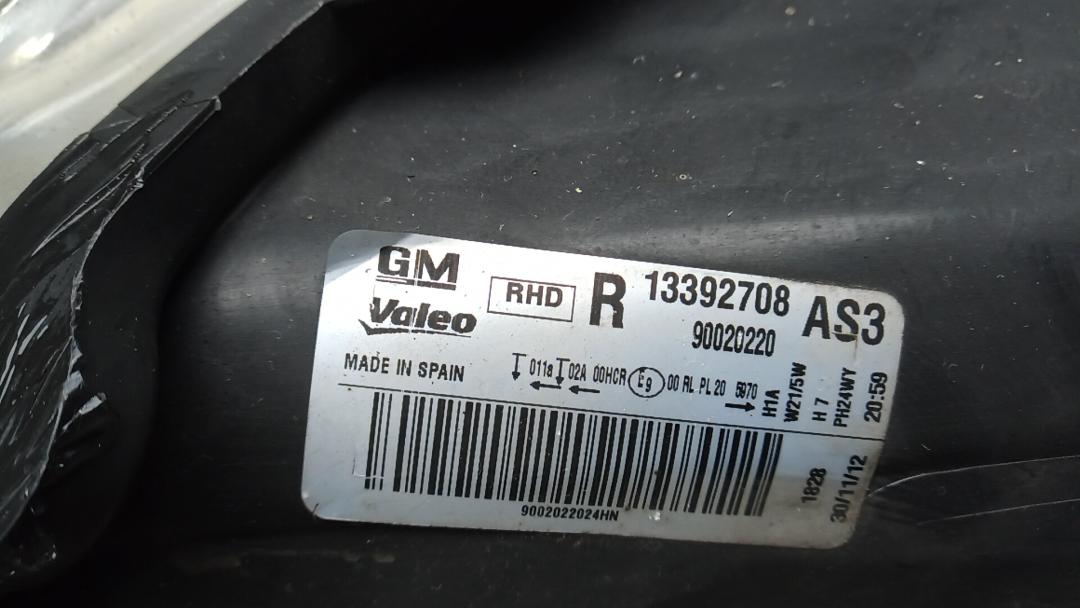 GM
Valeo
RHD
R
13392708
90020220
AS3
MADE IN SPAIN
011a 02A 00HCR E9 00 RL PL 20 5970
H1A
W21/5W
H 7
PH24WY
20:59
9002022024HN
1828
30/11/12